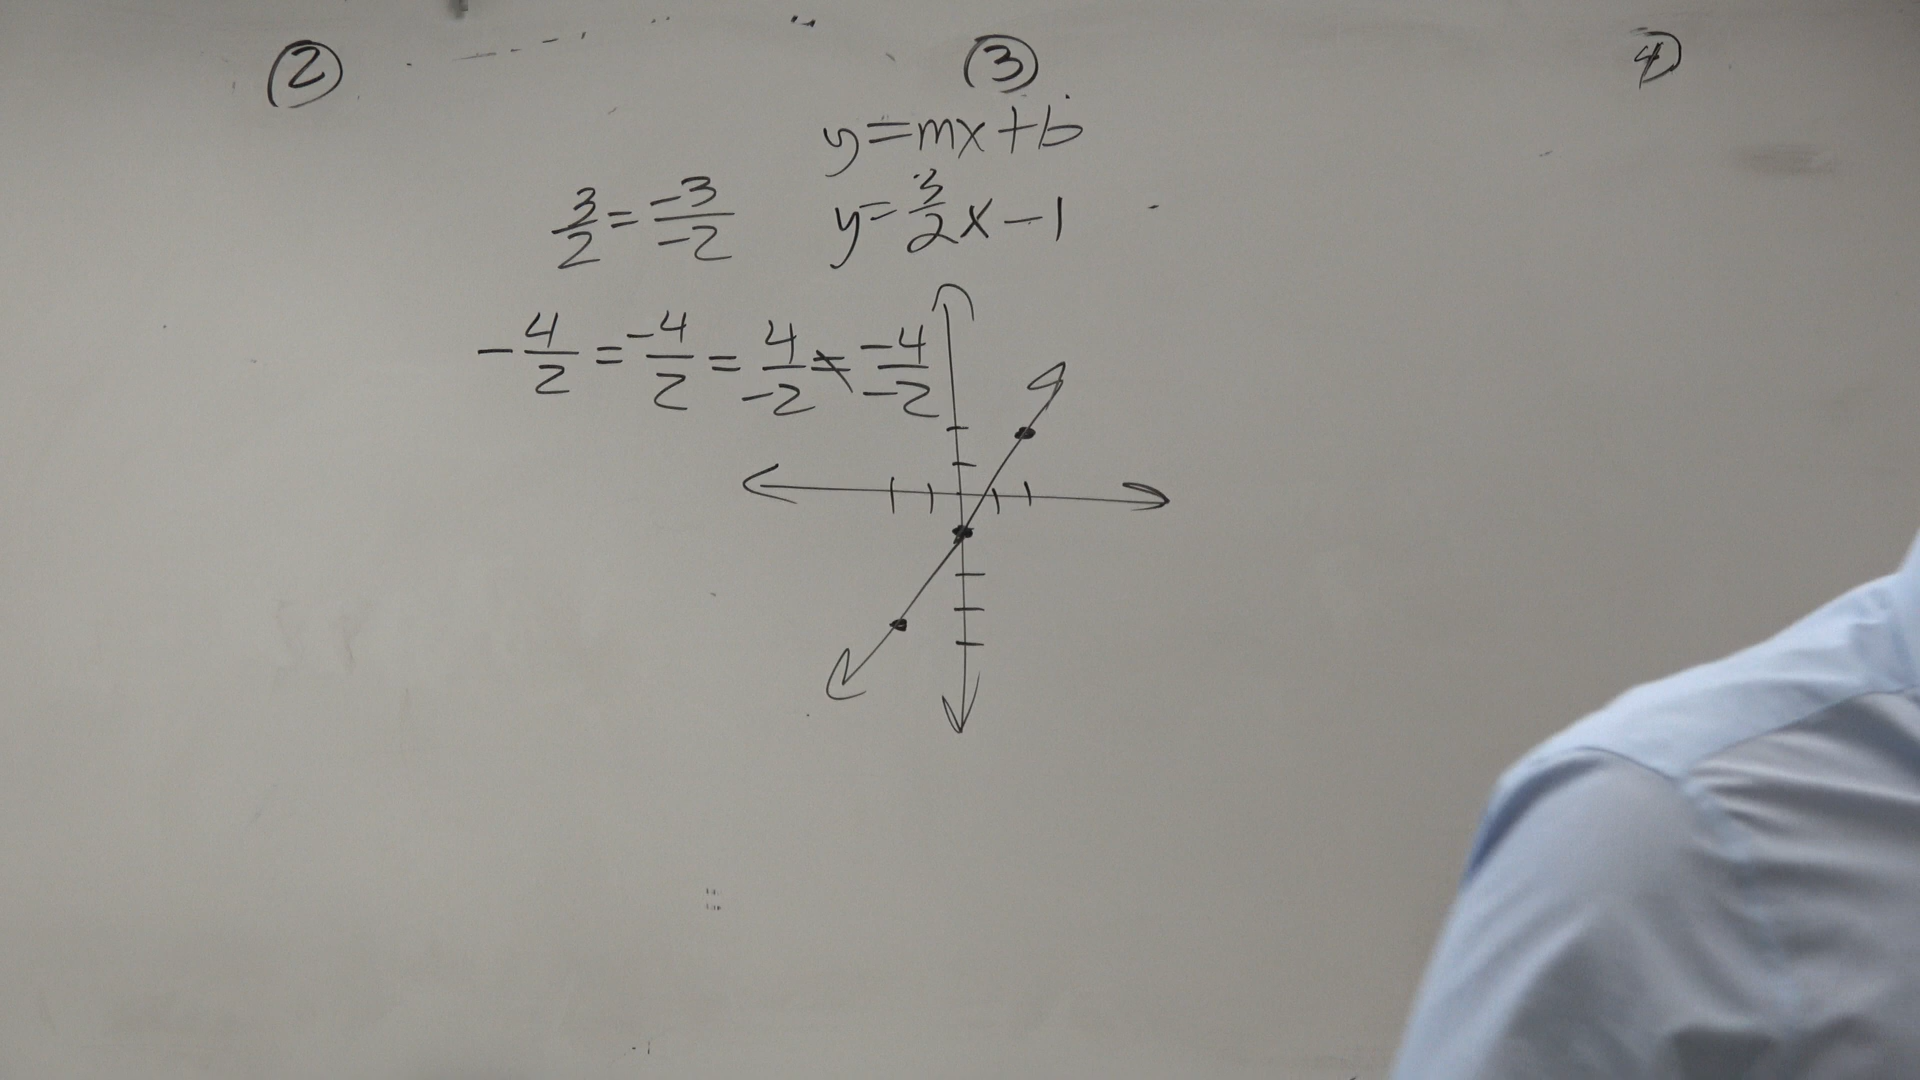 ② ③ ④
y=mx+b
3/2 = -3/-2 y=3/2x-1
-4/2 = -4/2 = 4/-2 ≠ -4/-2